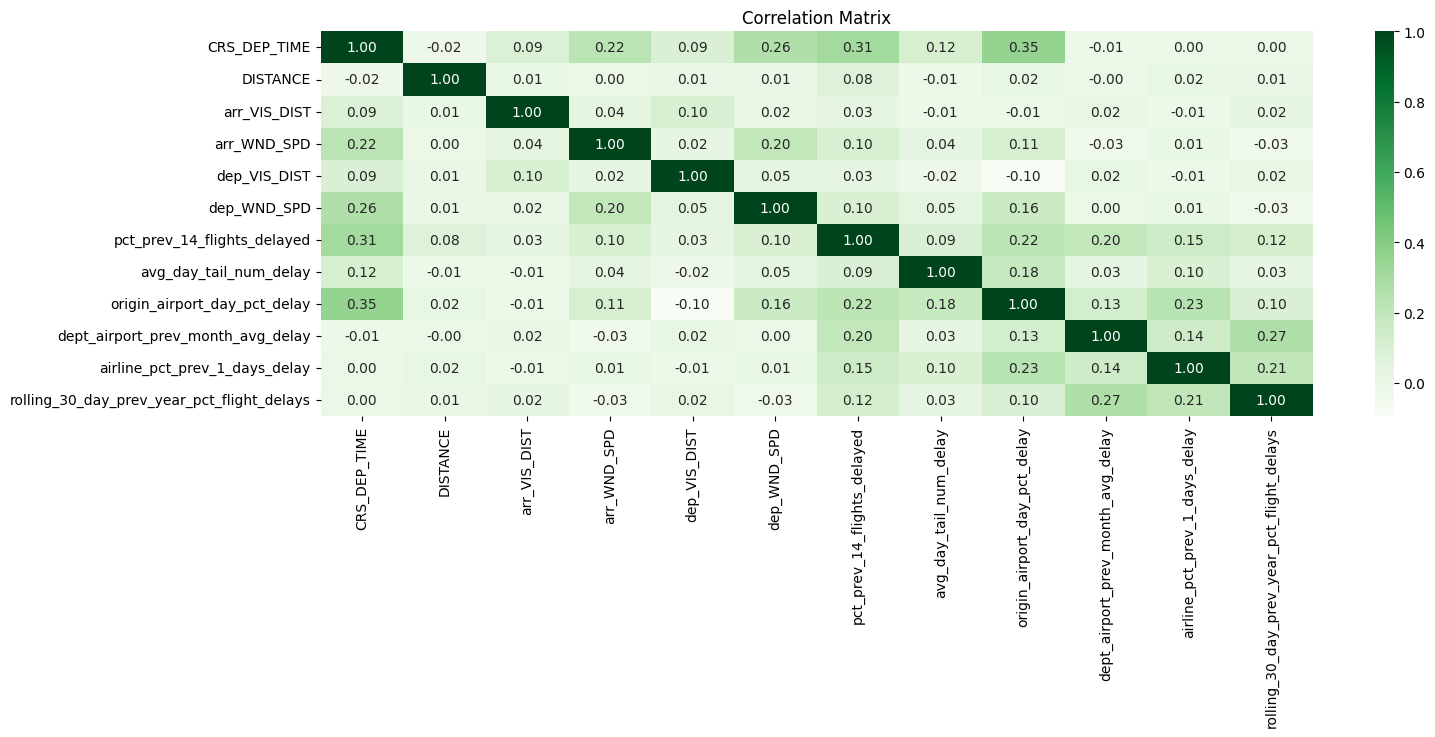 Correlation Matrix
CRS_DEP_TIME 1.00 -0.02 0.09 0.22 0.09 0.26 0.31 0.12 0.35 -0.01 0.00 0.00
DISTANCE -0.02 1.00 0.01 0.00 0.01 0.01 0.08 -0.01 0.02 -0.00 0.02 0.01
arr_VIS_DIST 0.09 0.01 1.00 0.04 0.10 0.02 0.03 -0.01 -0.01 0.02 -0.01 0.02
arr_WND_SPD 0.22 0.00 0.04 1.00 0.02 0.20 0.10 0.04 0.11 -0.03 0.01 -0.03
dep_VIS_DIST 0.09 0.01 0.10 0.02 1.00 0.05 0.03 -0.02 -0.10 0.02 -0.01 0.02
dep_WND_SPD 0.26 0.01 0.02 0.20 0.05 1.00 0.10 0.05 0.16 0.00 0.01 -0.03
pct_prev_14_flights_delayed 0.31 0.08 0.03 0.10 0.03 0.10 1.00 0.09 0.22 0.20 0.15 0.12
avg_day_tail_num_delay 0.12 -0.01 -0.01 0.04 -0.02 0.05 0.09 1.00 0.18 0.03 0.10 0.03
origin_airport_day_pct_delay 0.35 0.02 -0.01 0.11 -0.10 0.16 0.22 0.18 1.00 0.13 0.23 0.10
dept_airport_prev_month_avg_delay -0.01 -0.00 0.02 -0.03 0.02 0.00 0.20 0.03 0.13 1.00 0.14 0.27
airline_pct_prev_1_days_delay 0.00 0.02 -0.01 0.01 -0.01 0.01 0.15 0.10 0.23 0.14 1.00 0.21
rolling_30_day_prev_year_pct_flight_delays 0.00 0.01 0.02 -0.03 0.02 -0.03 0.12 0.03 0.10 0.27 0.21 1.00
CRS_DEP_TIME
DISTANCE
arr_VIS_DIST
arr_WND_SPD
dep_VIS_DIST
dep_WND_SPD
pct_prev_14_flights_delayed
avg_day_tail_num_delay
origin_airport_day_pct_delay
dept_airport_prev_month_avg_delay
airline_pct_prev_1_days_delay
rolling_30_day_prev_year_pct_flight_delays
1.0
0.8
0.6
0.4
0.2
0.0